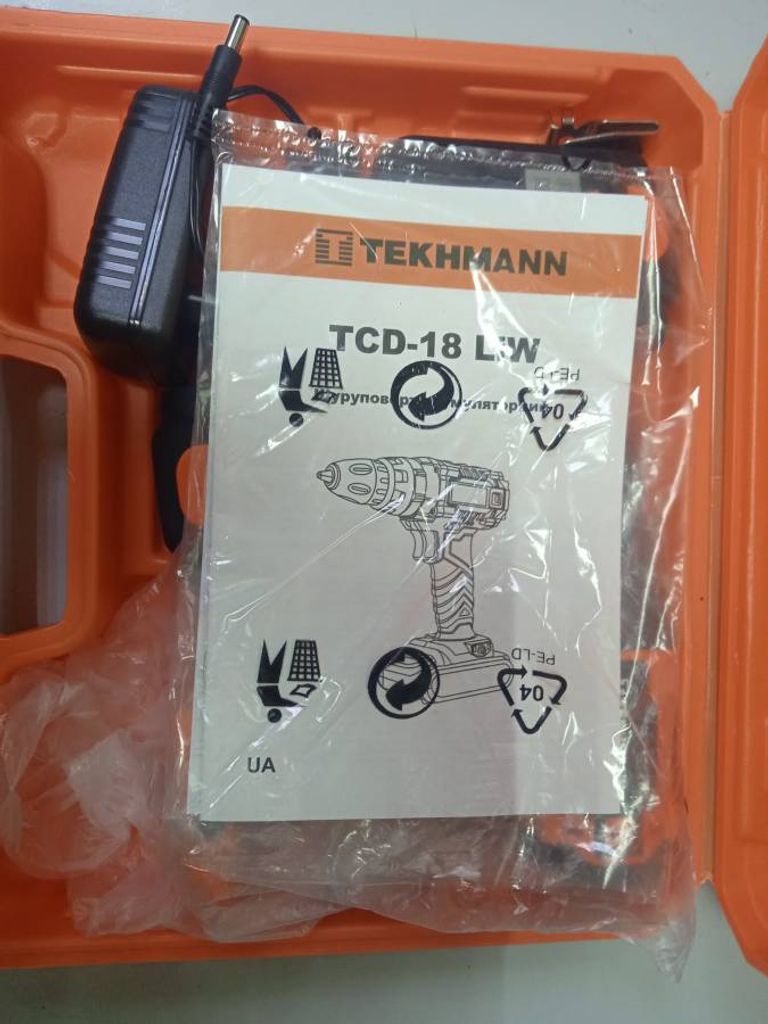 TEKHMANN
TCD-18
PE-LD
04
PE-LD
04
UA